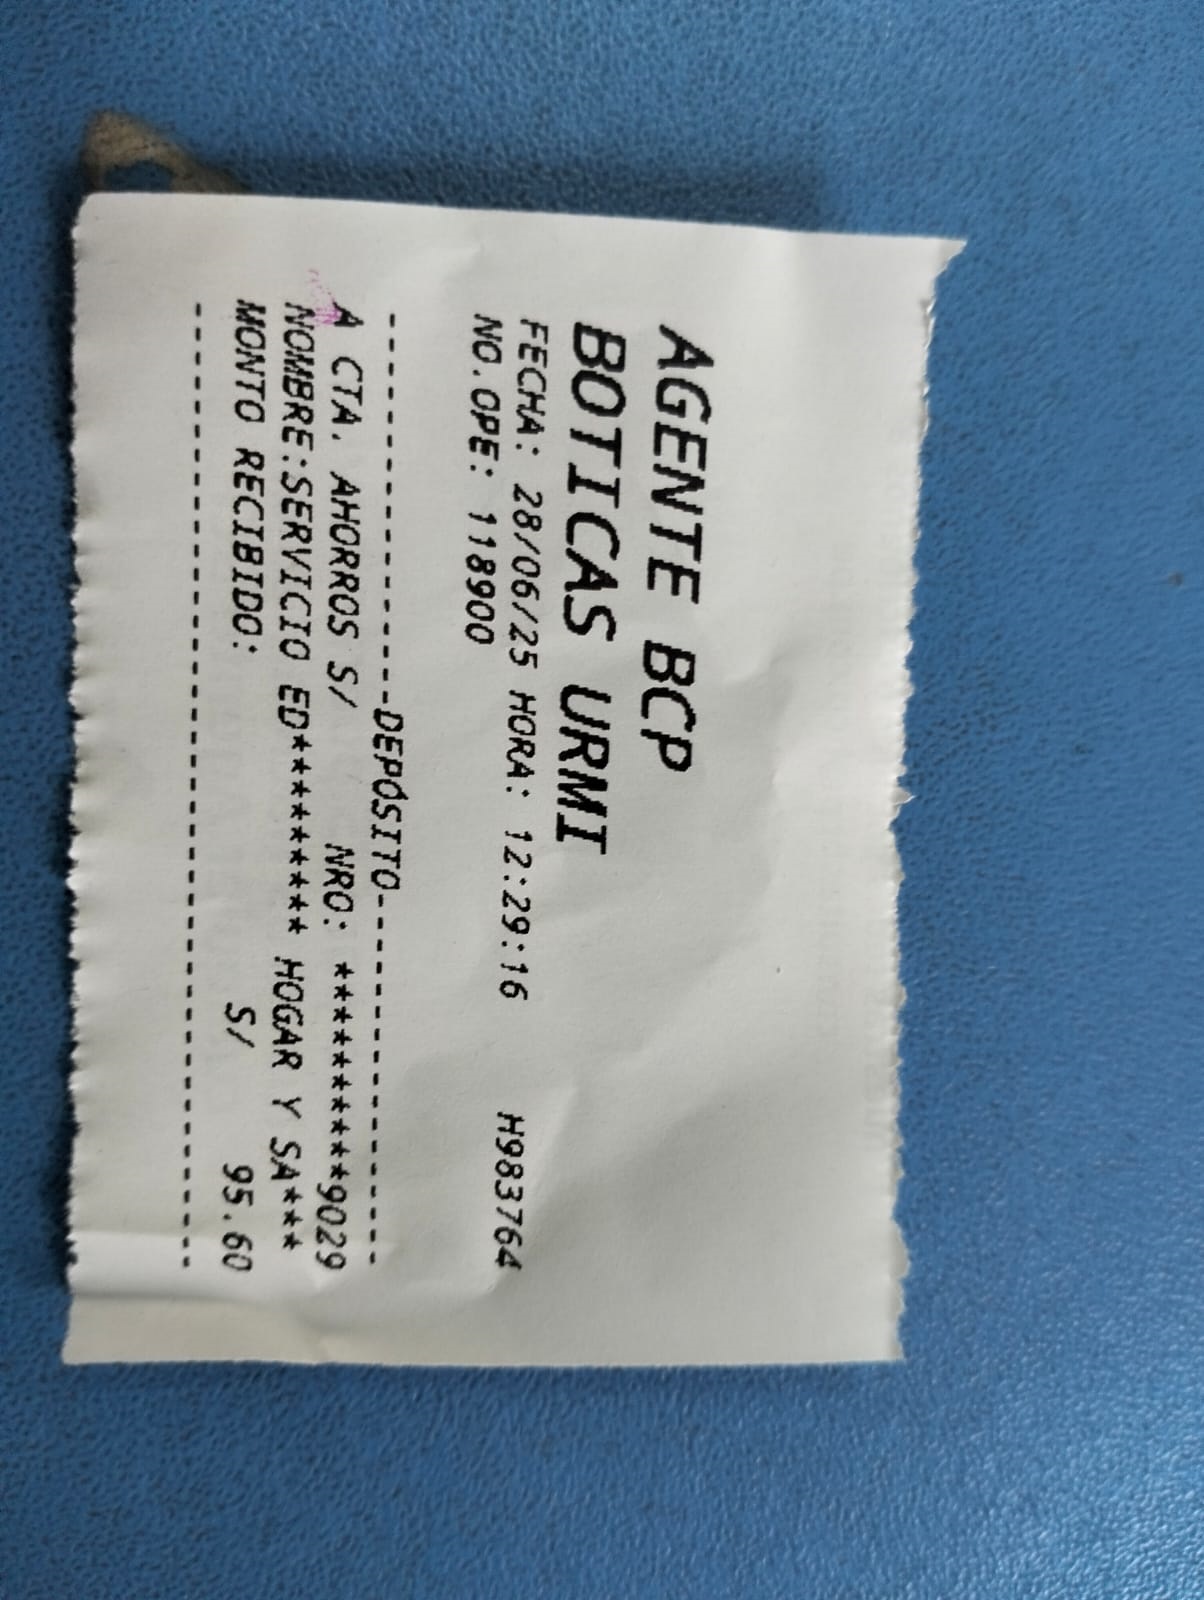 AGENTE BCP
BOTICAS URMI
FECHA: 28/06/25 HORA: 12:29:16 H983764
NO.OPE: 118900
--------------------DEPÓSITO--------------------
A CTA. AHORROS S/ NRO: **********9029
NOMBRE:SERVICIO ED********* HOGAR Y SA***
MONTO RECIBIDO: S/ 95.60
------------------------------------------------